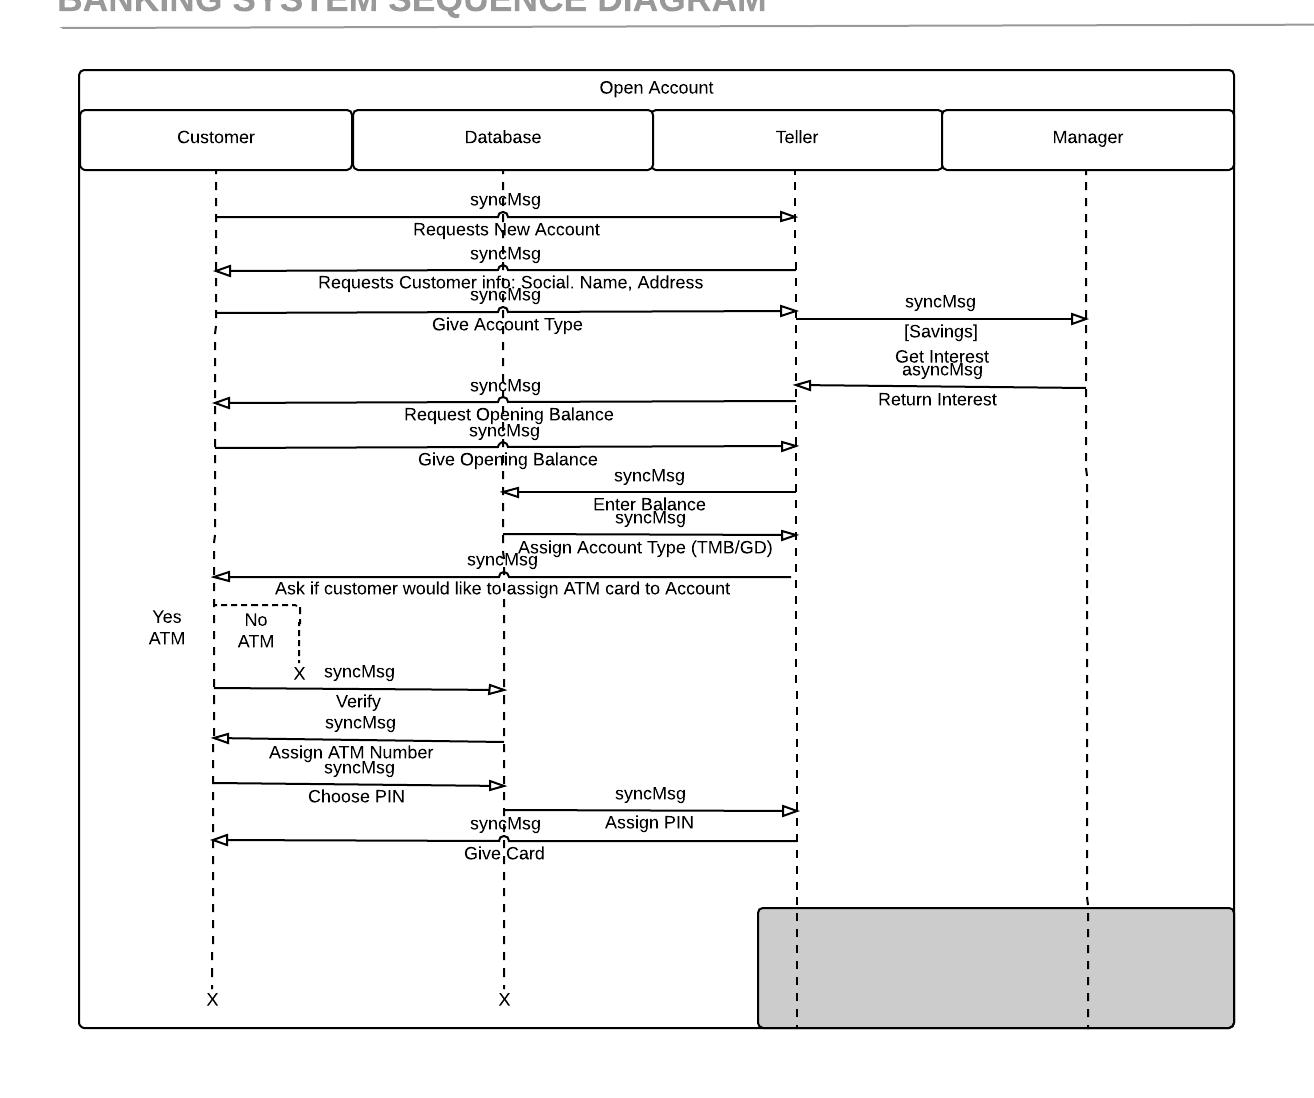 BANKING SYSTEM SEQUENCE DIAGRAM
Open Account
Customer
Database
Teller
Manager
syncMsg
Requests New Account
syncMsg
Requests Customer info: Social. Name, Address
syncMsg
Give Account Type
syncMsg
[Savings]
Get Interest
asyncMsg
Return Interest
syncMsg
Request Opening Balance
syncMsg
Give Opening Balance
syncMsg
Enter Balance
syncMsg
Assign Account Type (TMB/GD)
syncMsg
Ask if customer would like to assign ATM card to Account
Yes
ATM
No
ATM
X
syncMsg
Verify
syncMsg
Assign ATM Number
syncMsg
Choose PIN
syncMsg
Assign PIN
syncMsg
Give Card
X
X